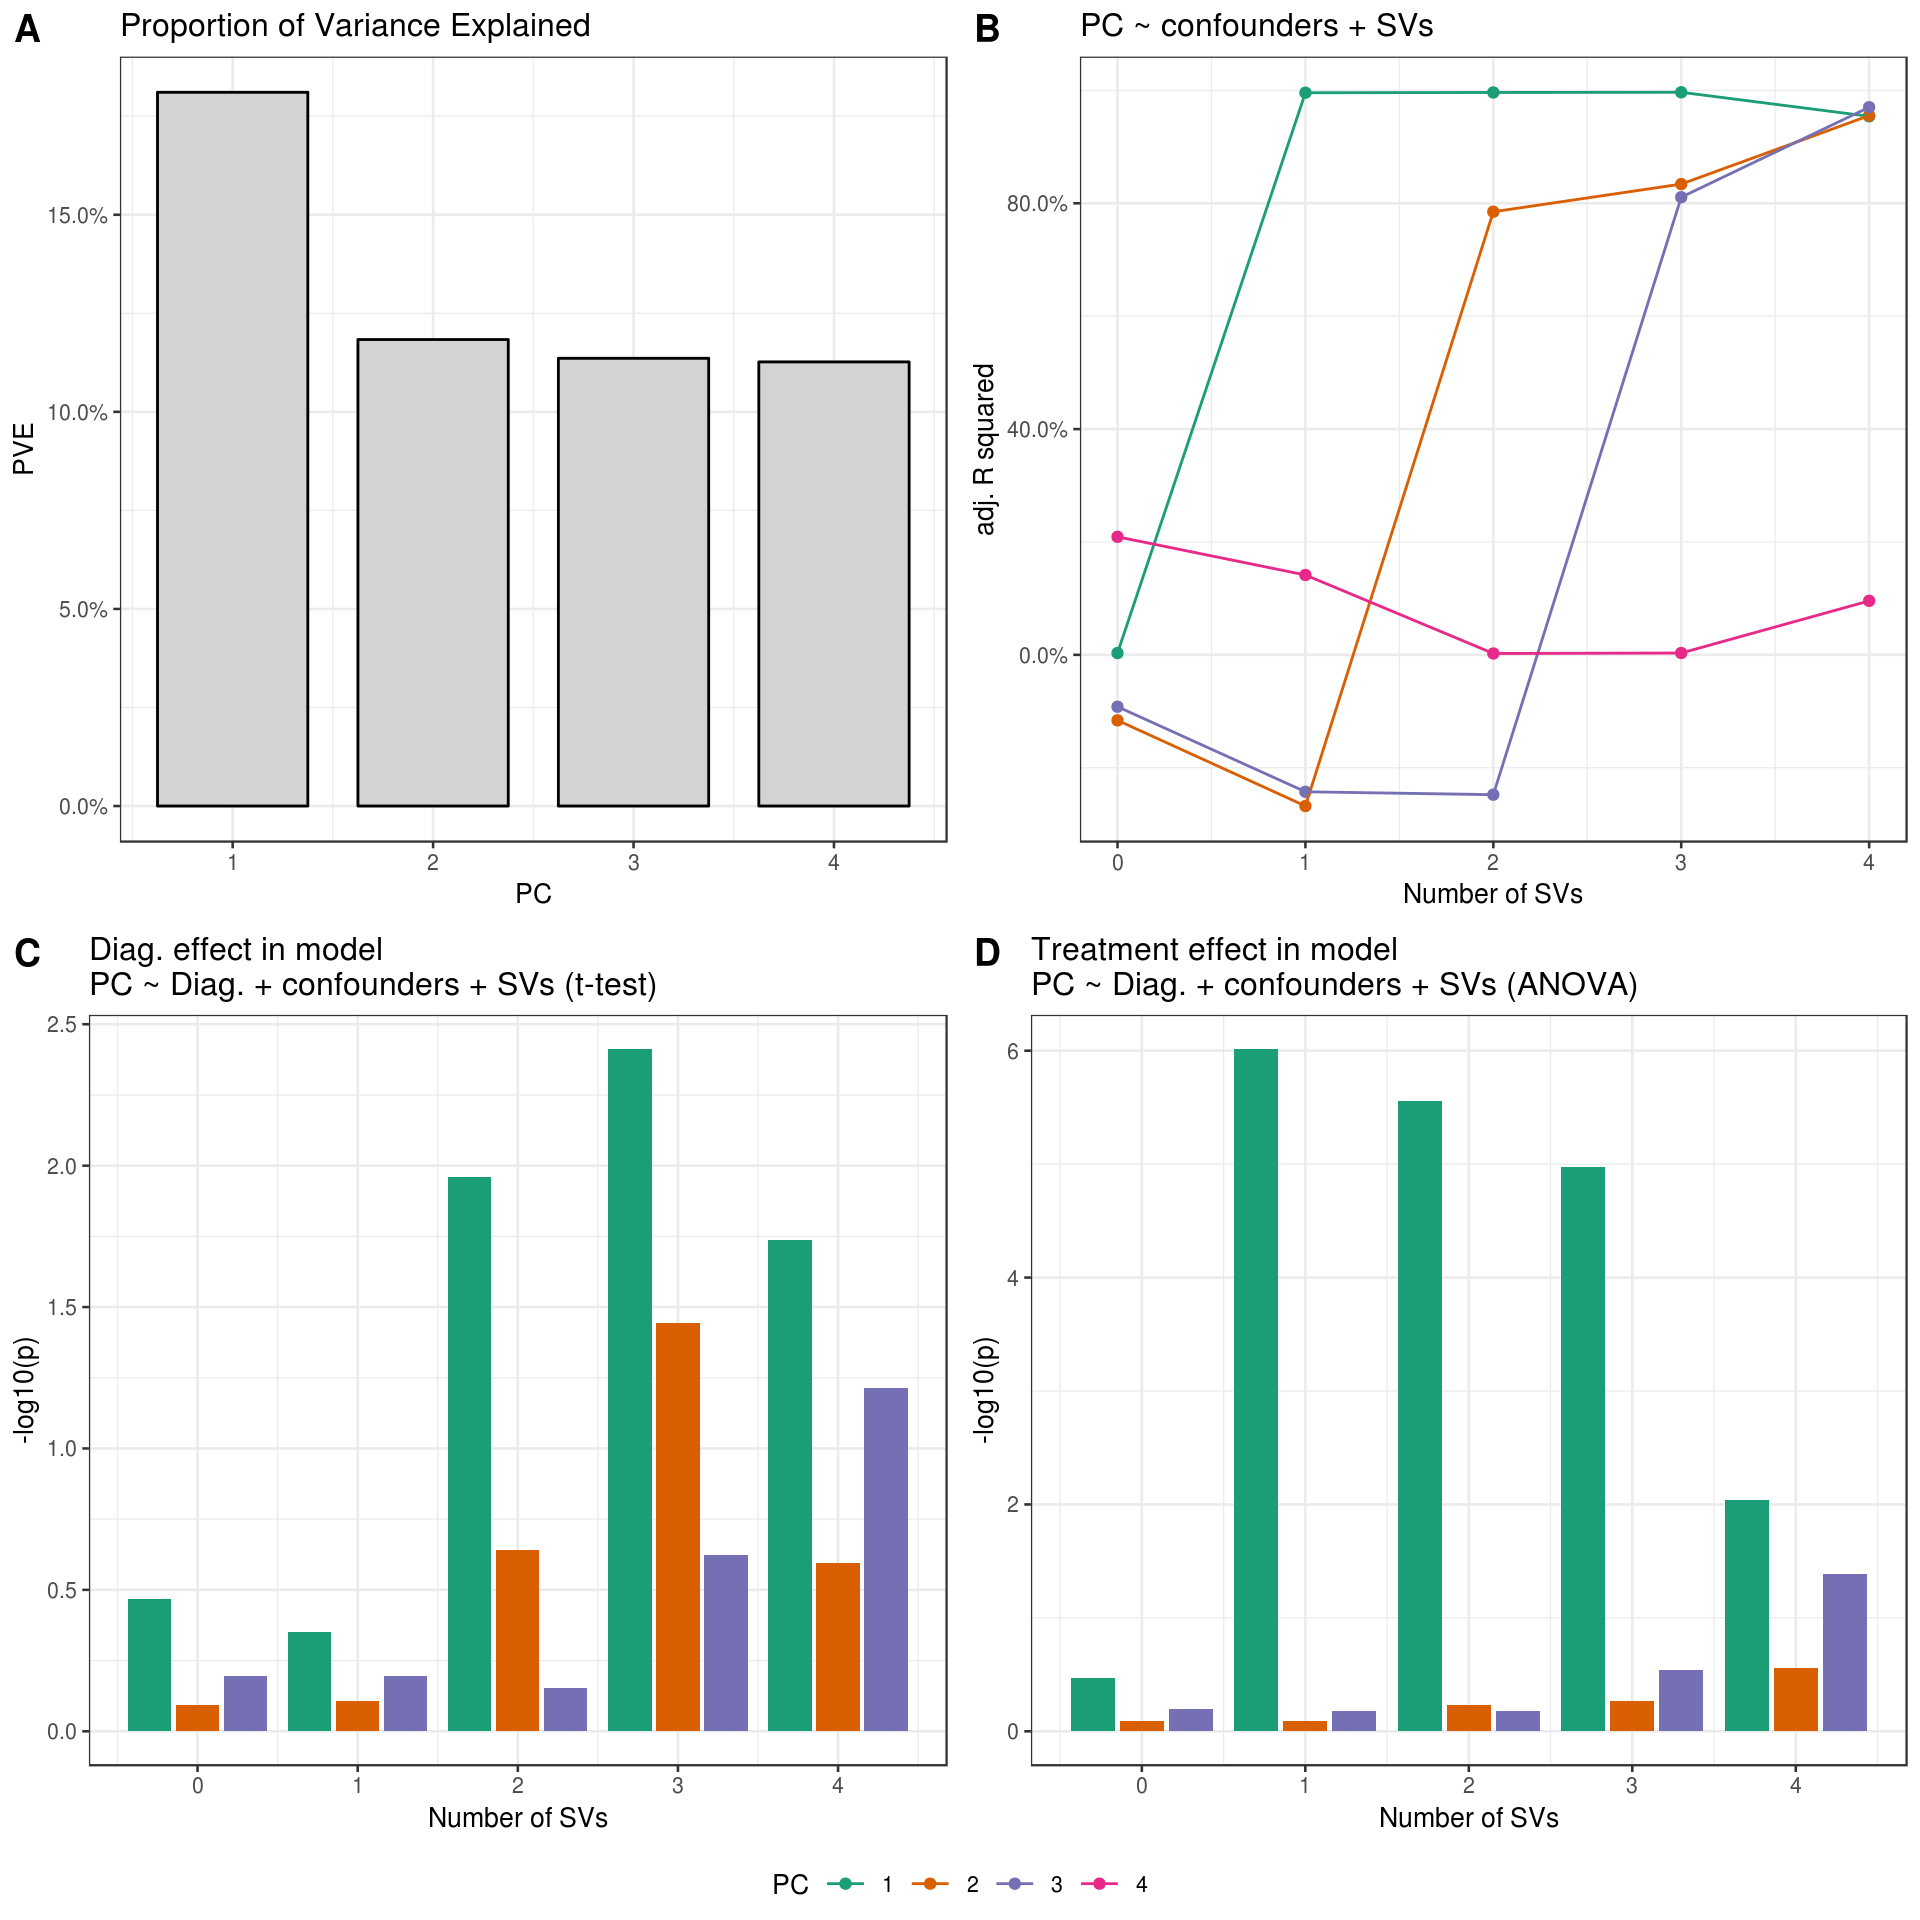 A
Proportion of Variance Explained
15.0%
10.0%
5.0%
0.0%
PVE
1 2 3 4
PC
B
PC ~ confounders + SVs
80.0%
40.0%
0.0%
adj. R squared
0 1 2 3 4
Number of SVs
C
Diag. effect in model
PC ~ Diag. + confounders + SVs (t-test)
2.5
2.0
1.5
1.0
0.5
0.0
-log10(p)
0 1 2 3 4
Number of SVs
D
Treatment effect in model
PC ~ Diag. + confounders + SVs (ANOVA)
6
4
2
0
-log10(p)
0 1 2 3 4
Number of SVs
PC 1 2 3 4